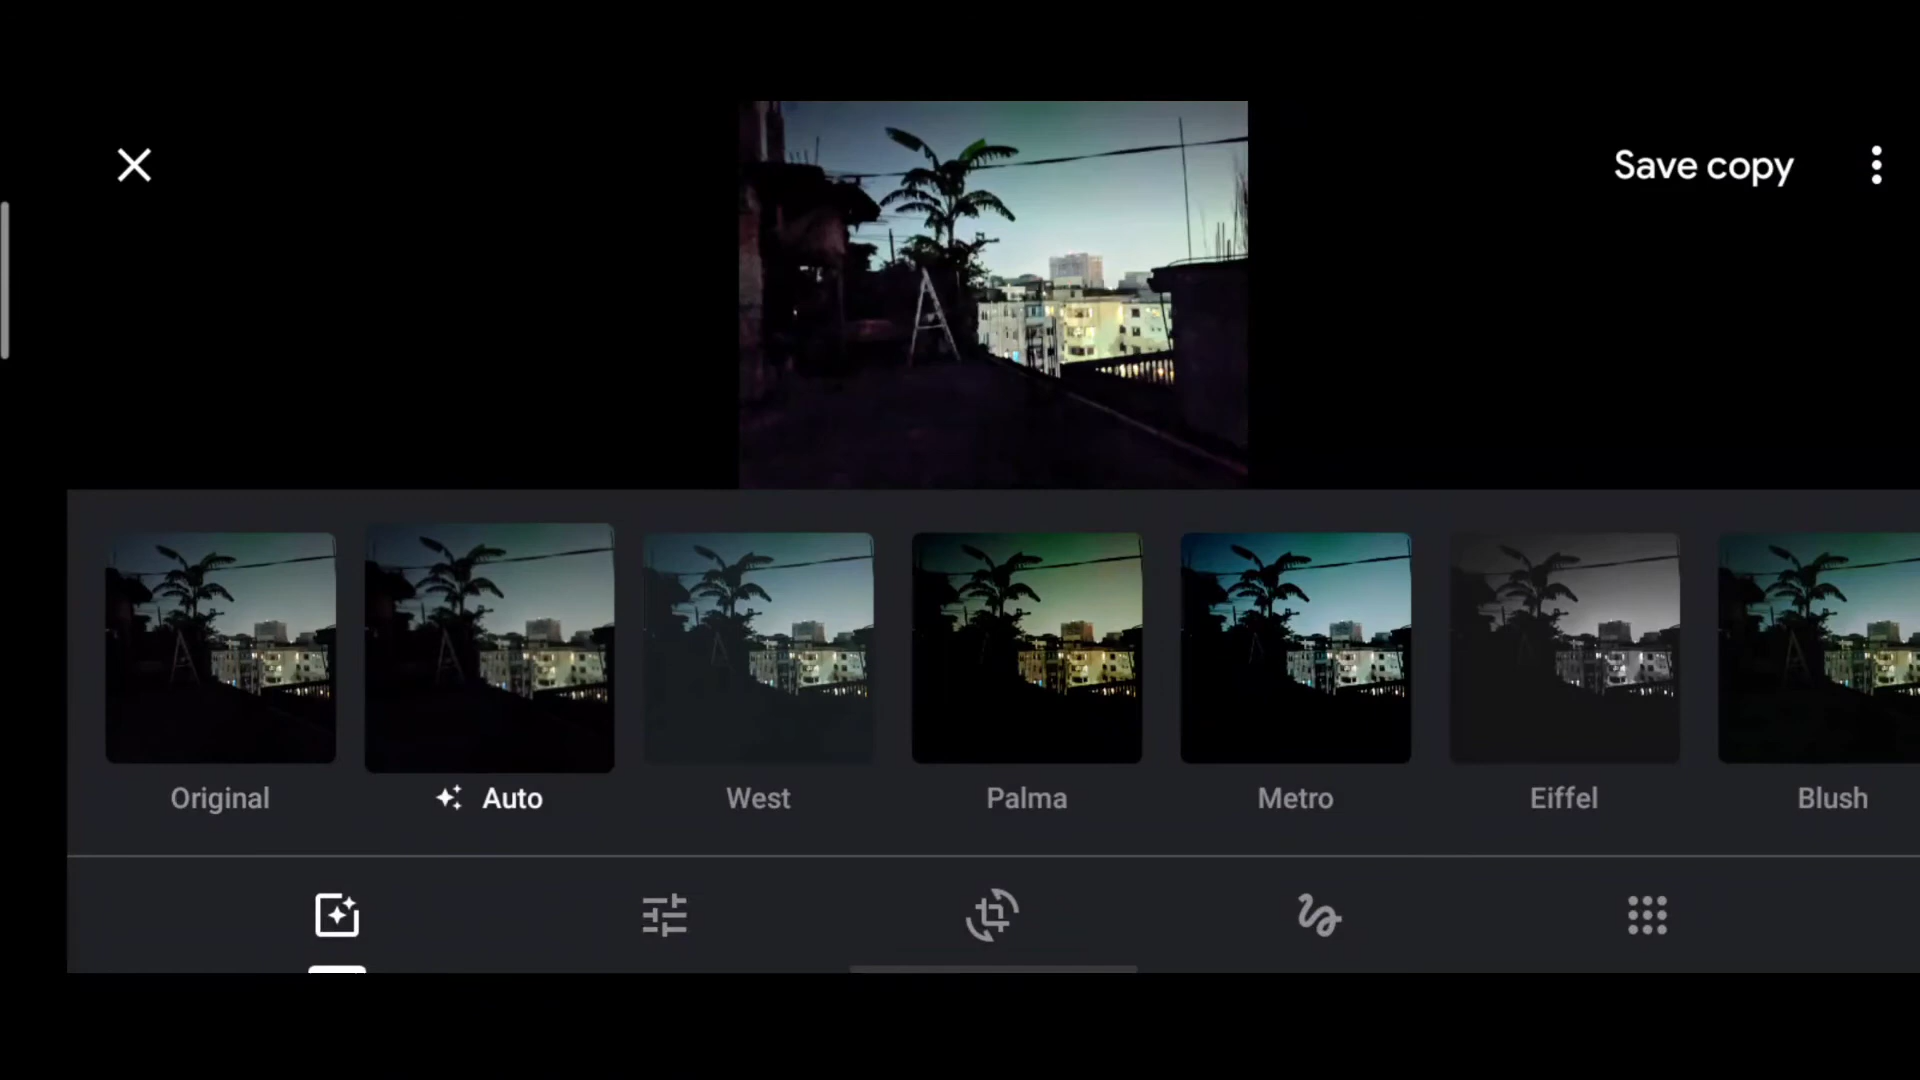 Save copy
Original
Auto
West
Palma
Metro
Eiffel
Blush